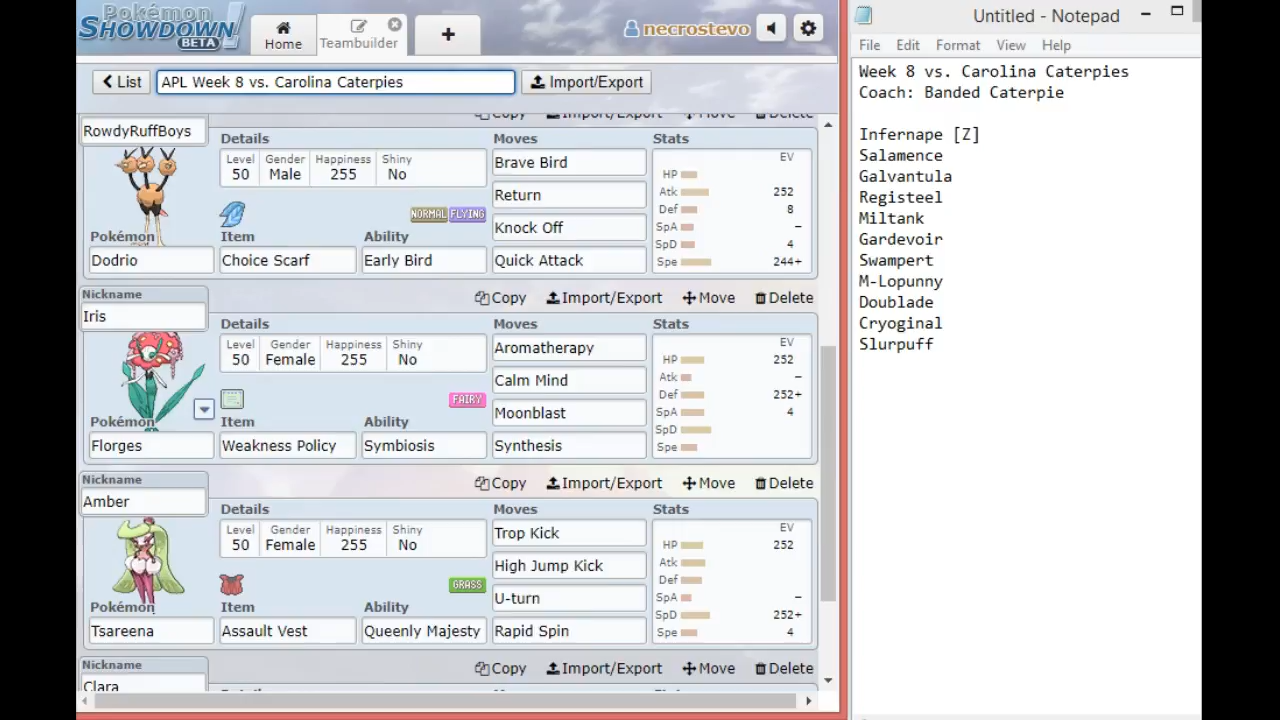 Pokémon
SHOWDOWN!
BETA
Home
Teambuilder
+
necrostevo
List
APL Week 8 vs. Carolina Caterpies
Import/Export
Copy Import/Export Move Delete
RowdyRuffBoys
Details
Level Gender Happiness Shiny
50 Male 255 No
NORMAL FLYING
Pokémon Item Ability
Dodrio Choice Scarf Early Bird
Moves
Brave Bird
Return
Knock Off
Quick Attack
Stats
EV
HP
Atk 252
Def 8
SpA –
SpD 4
Spe 244+
Nickname
Iris
Copy Import/Export Move Delete
Details
Level Gender Happiness Shiny
50 Female 255 No
FAIRY
Pokémon Item Ability
Florges Weakness Policy Symbiosis
Moves
Aromatherapy
Calm Mind
Moonblast
Synthesis
Stats
EV
HP 252
Atk –
Def 252+
SpA 4
SpD
Spe
Nickname
Amber
Copy Import/Export Move Delete
Details
Level Gender Happiness Shiny
50 Female 255 No
GRASS
Pokémon Item Ability
Tsareena Assault Vest Queenly Majesty
Moves
Trop Kick
High Jump Kick
U-turn
Rapid Spin
Stats
EV
HP 252
Atk
Def
SpA –
SpD 252+
Spe 4
Nickname
Clara
Copy Import/Export Move Delete
Details
Moves
Stats
Untitled - Notepad
File Edit Format View Help
Week 8 vs. Carolina Caterpies
Coach: Banded Caterpie
Infernape [Z]
Salamence
Galvantula
Registeel
Miltank
Gardevoir
Swampert
M-Lopunny
Doublade
Cryoginal
Slurpuff